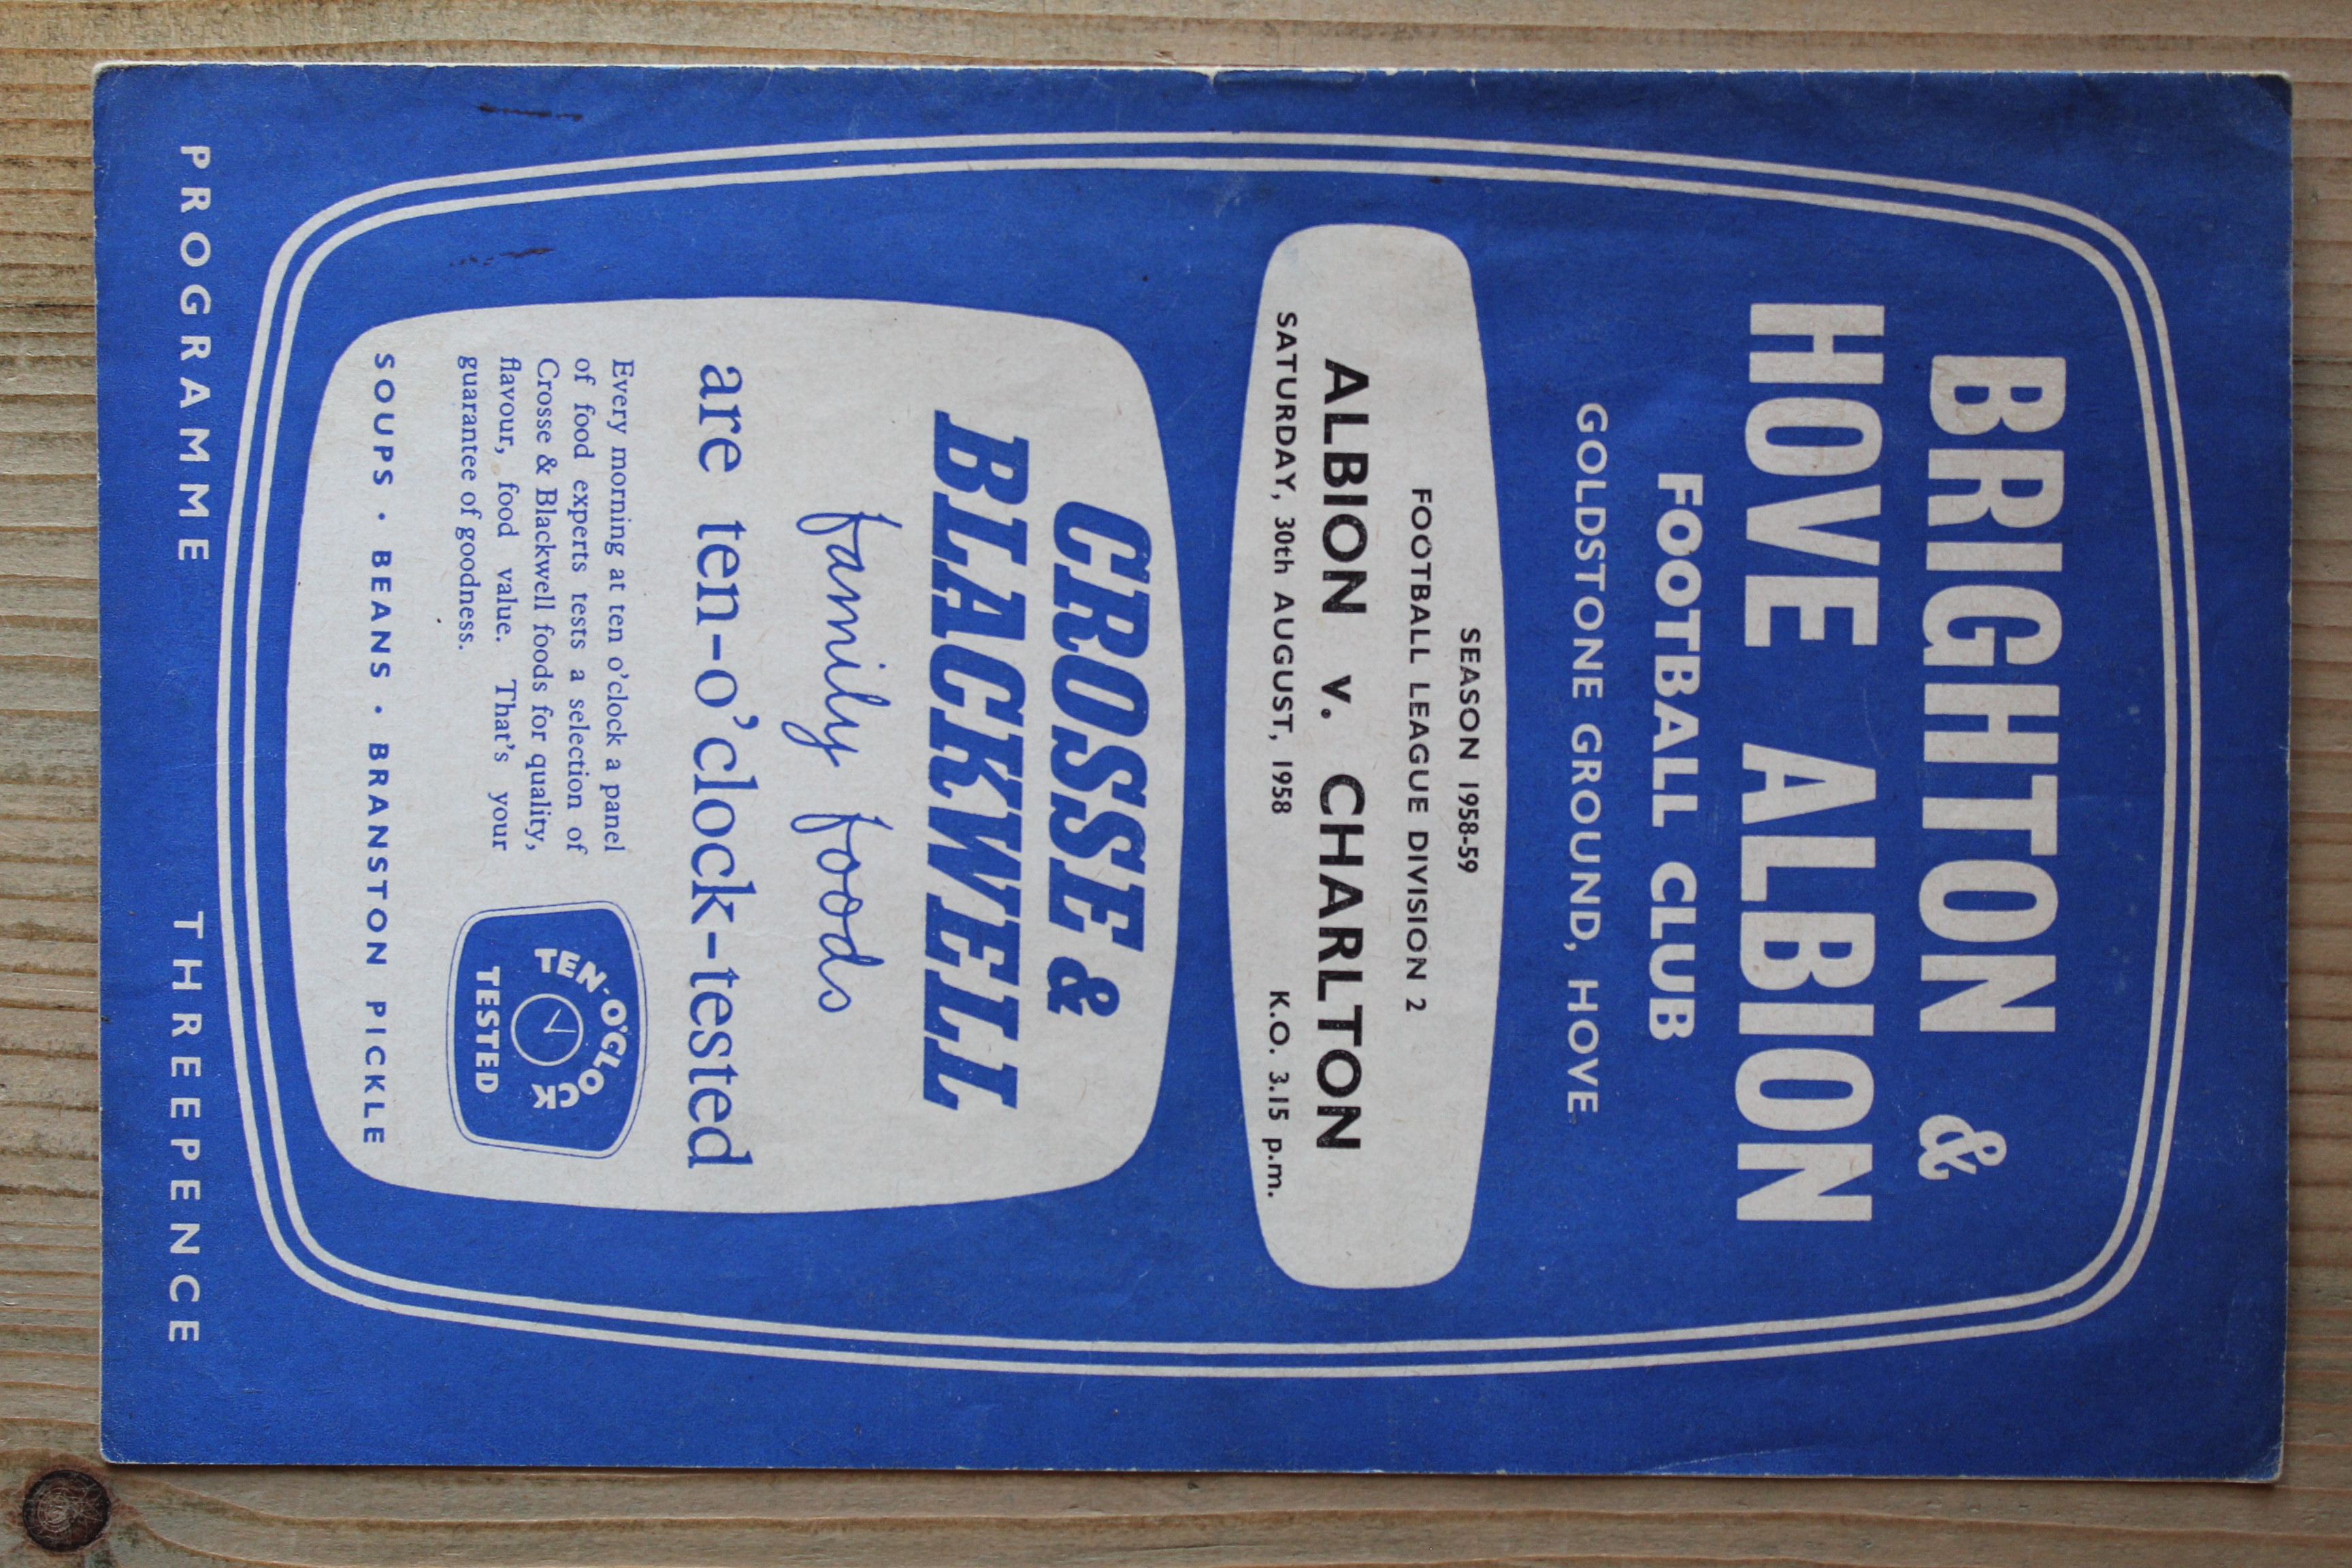 BRIGHTON &
HOVE ALBION
FOOTBALL CLUB
GOLDSTONE GROUND, HOVE
SEASON 1958-59
FOOTBALL LEAGUE DIVISION 2
ALBION v. CHARLTON
SATURDAY, 30th AUGUST, 1958 K.O. 3.15 p.m.
CROSSE &
BLACKWELL
family foods
are ten-o'clock-tested
Every morning at ten o'clock a panel
of food experts tests a selection of
Crosse & Blackwell foods for quality,
flavour, food value. That's your
guarantee of goodness.
TEN-O'CLOCK
TESTED
SOUPS · BEANS · BRANSTON PICKLE
PROGRAMME THREEPENCE